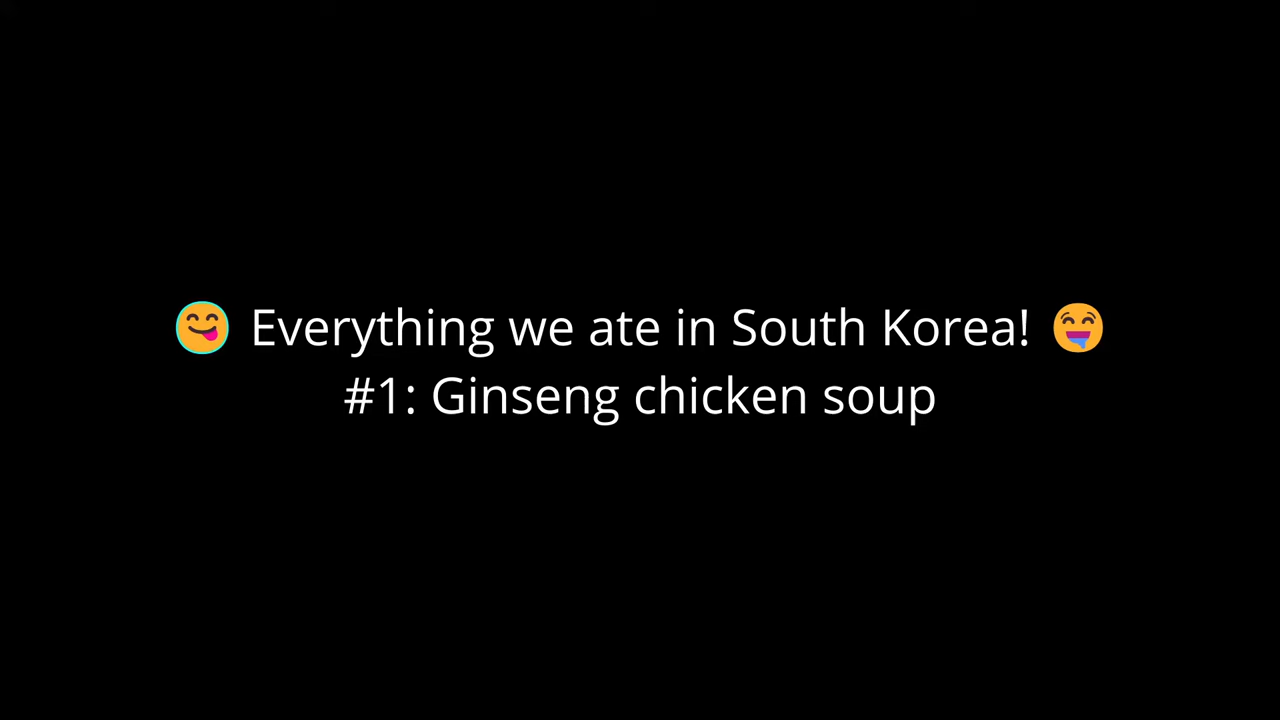 😋 Everything we ate in South Korea! 🤤
#1: Ginseng chicken soup